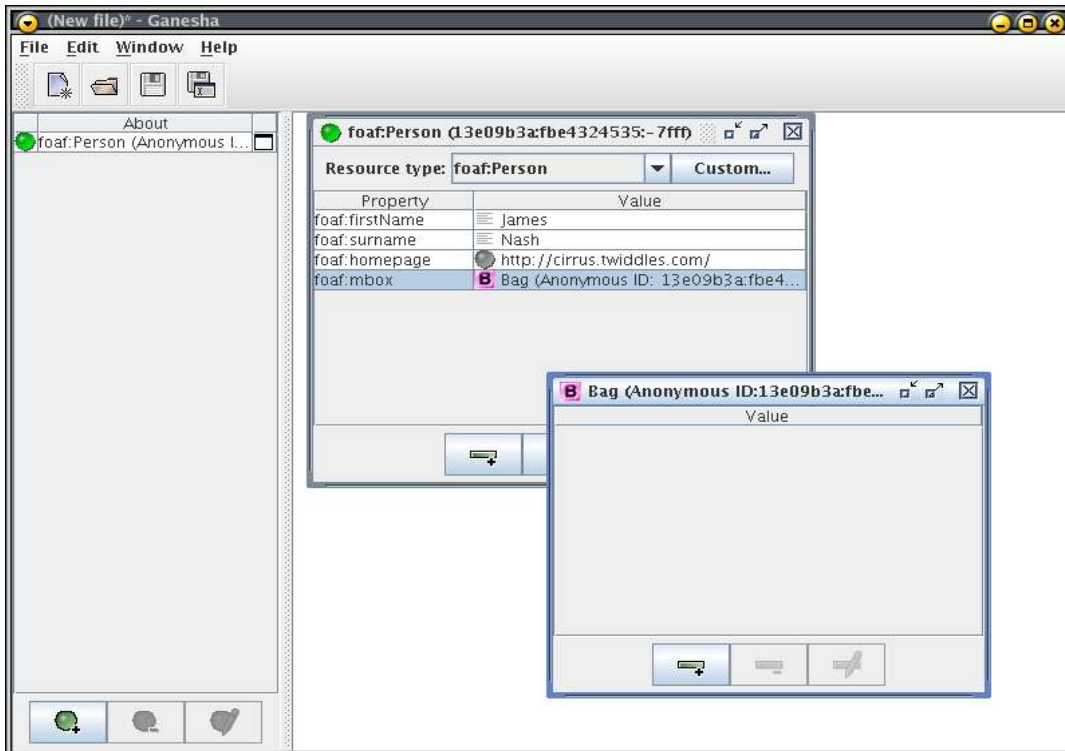 (New file)* - Ganesha
File Edit Window Help
About
foaf:Person (Anonymous I...
foaf:Person (13e09b3a:fbe4324535:-7fff)
Resource type: foaf:Person Custom...
Property Value
foaf:firstName James
foaf:surname Nash
foaf:homepage http://cirrus.twiddles.com/
foaf:mbox B Bag (Anonymous ID: 13e09b3a:fbe4...
B Bag (Anonymous ID:13e09b3a:fbe...
Value